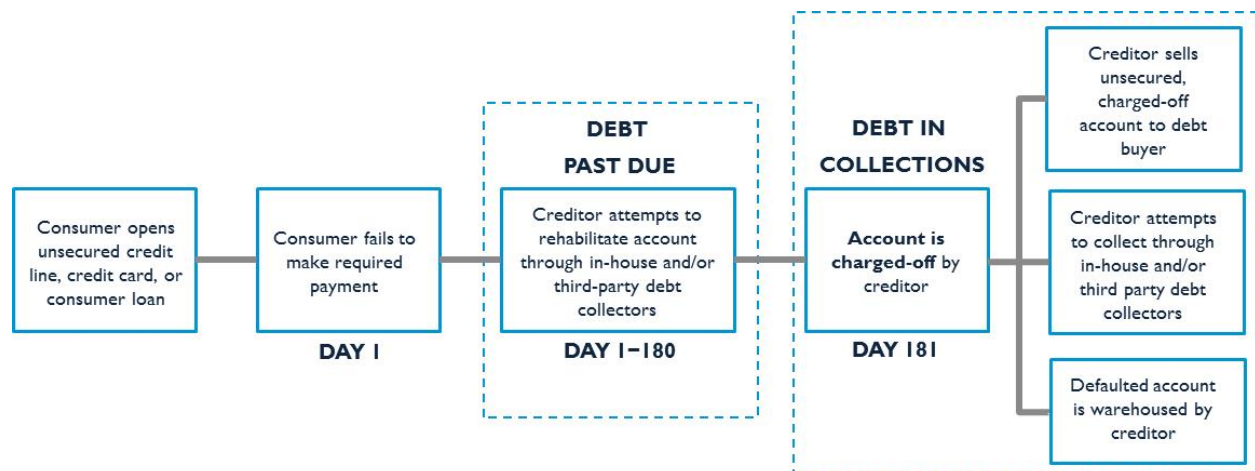 Consumer opens
unsecured credit
line, credit card, or
consumer loan
Consumer fails to
make required
payment
DAY 1
DEBT
PAST DUE
Creditor attempts to
rehabilitate account
through in-house and/or
third-party debt
collectors
DAY 1–180
DEBT IN
COLLECTIONS
Account is
charged-off by
creditor
DAY 181
Creditor sells
unsecured,
charged-off
account to debt
buyer
Creditor attempts
to collect through
in-house and/or
third party debt
collectors
Defaulted account
is warehoused by
creditor